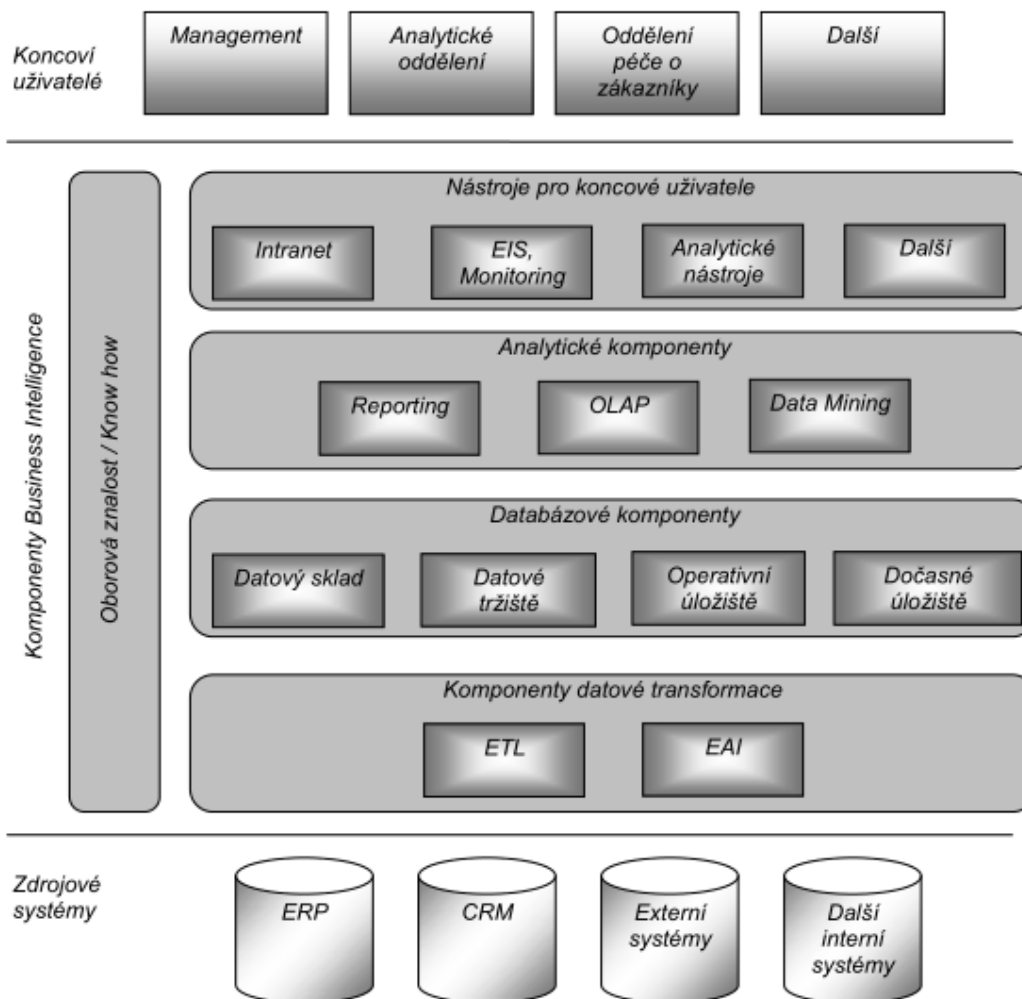 Koncoví
uživatelé
Management
Analytické
oddělení
Oddělení
péče o
zákazníky
Další
Komponenty Business Intelligence
Oborová znalost / Know how
Nástroje pro koncové uživatele
Intranet
EIS,
Monitoring
Analytické
nástroje
Další
Analytické komponenty
Reporting
OLAP
Data Mining
Databázové komponenty
Datový sklad
Datové
tržiště
Operativní
úložiště
Dočasné
úložiště
Komponenty datové transformace
ETL
EAI
Zdrojové
systémy
ERP
CRM
Externí
systémy
Další
interní
systémy